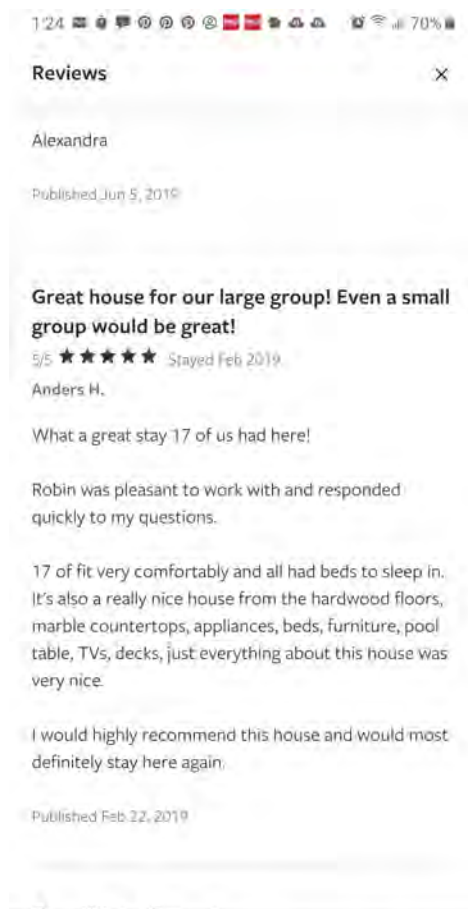 1:24 70%
Reviews ×
Alexandra
Published Jun 5, 2019
Great house for our large group! Even a small
group would be great!
5/5 ★★★★★ Stayed Feb 2019
Anders H.
What a great stay 17 of us had here!
Robin was pleasant to work with and responded
quickly to my questions.
17 of fit very comfortably and all had beds to sleep in.
It's also a really nice house from the hardwood floors,
marble countertops, appliances, beds, furniture, pool
table, TVs, decks, just everything about this house was
very nice.
I would highly recommend this house and would most
definitely stay here again.
Published Feb 22, 2019